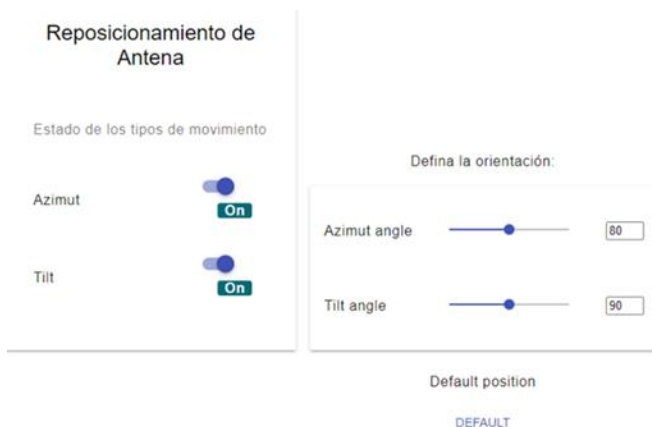 Reposicionamiento de
Antena
Estado de los tipos de movimiento
Azimut
On
Tilt
On
Defina la orientación:
Azimut angle
80
Tilt angle
90
Default position
DEFAULT